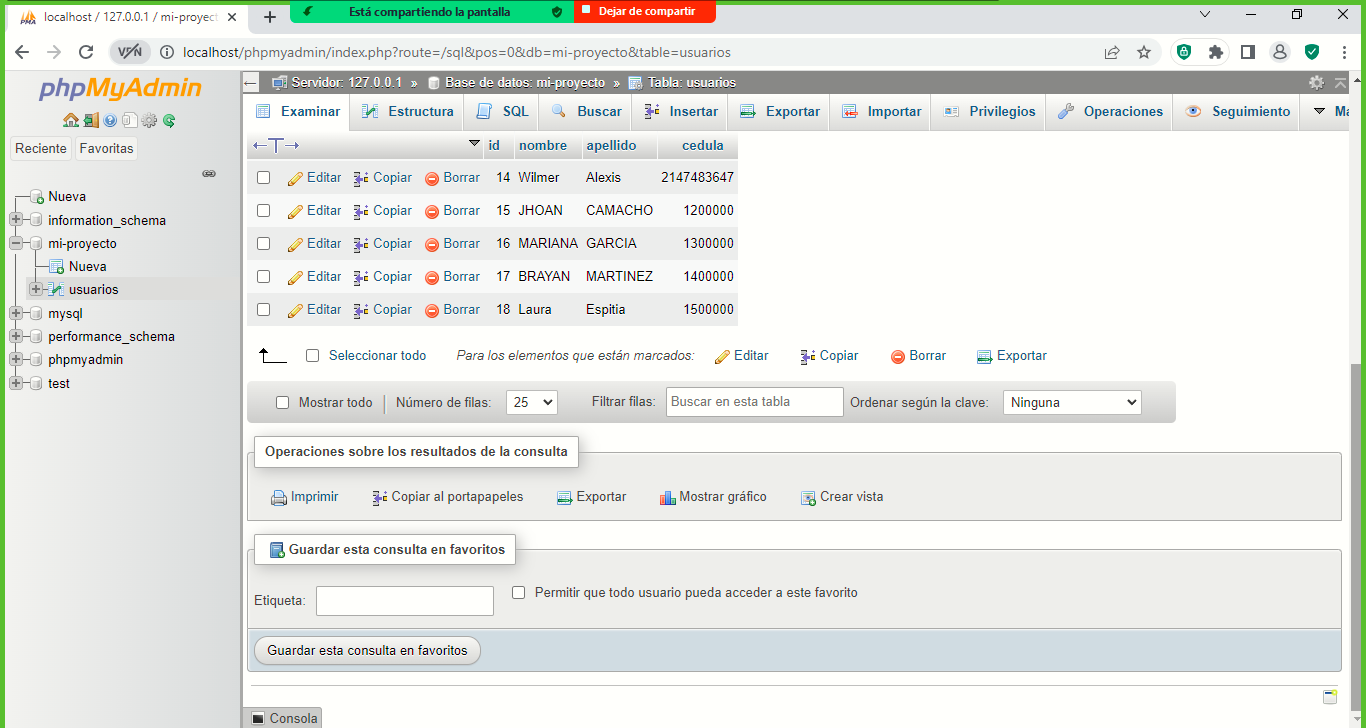 localhost / 127.0.0.1 / mi-proyect
Está compartiendo la pantalla
Dejar de compartir
VPN
localhost/phpmyadmin/index.php?route=/sql&pos=0&db=mi-proyecto&table=usuarios
phpMyAdmin
Reciente Favoritas
Nueva
information_schema
mi-proyecto
Nueva
usuarios
mysql
performance_schema
phpmyadmin
test
Servidor: 127.0.0.1 » Base de datos: mi-proyecto » Tabla: usuarios
Examinar Estructura SQL Buscar Insertar Exportar Importar Privilegios Operaciones Seguimiento Ma
←T→ id nombre apellido cedula
Editar Copiar Borrar 14 Wilmer Alexis 2147483647
Editar Copiar Borrar 15 JHOAN CAMACHO 1200000
Editar Copiar Borrar 16 MARIANA GARCIA 1300000
Editar Copiar Borrar 17 BRAYAN MARTINEZ 1400000
Editar Copiar Borrar 18 Laura Espitia 1500000
Seleccionar todo Para los elementos que están marcados: Editar Copiar Borrar Exportar
Mostrar todo | Número de filas: 25 Filtrar filas: Buscar en esta tabla Ordenar según la clave: Ninguna
Operaciones sobre los resultados de la consulta
Imprimir Copiar al portapapeles Exportar Mostrar gráfico Crear vista
Guardar esta consulta en favoritos
Etiqueta: Permitir que todo usuario pueda acceder a este favorito
Guardar esta consulta en favoritos
Consola